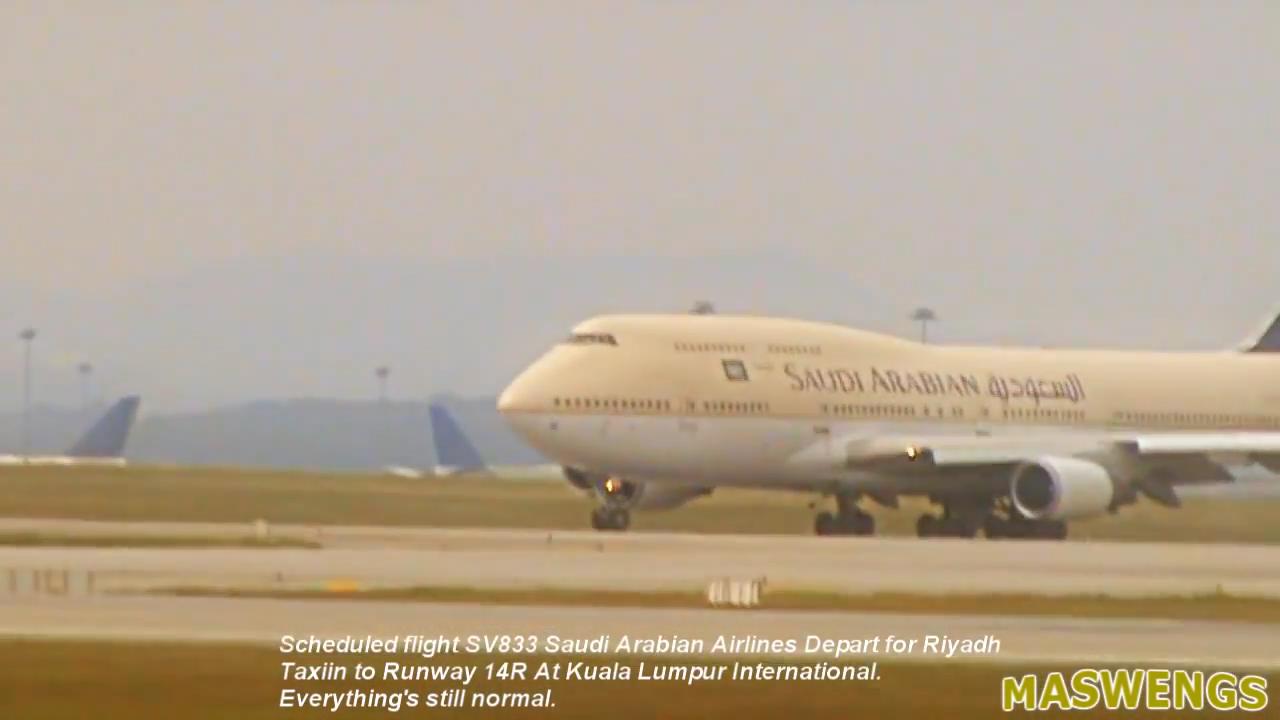 SAUDI ARABIAN السعودية
Scheduled flight SV833 Saudi Arabian Airlines Depart for Riyadh
Taxiin to Runway 14R At Kuala Lumpur International.
Everything's still normal.
MASWENGS